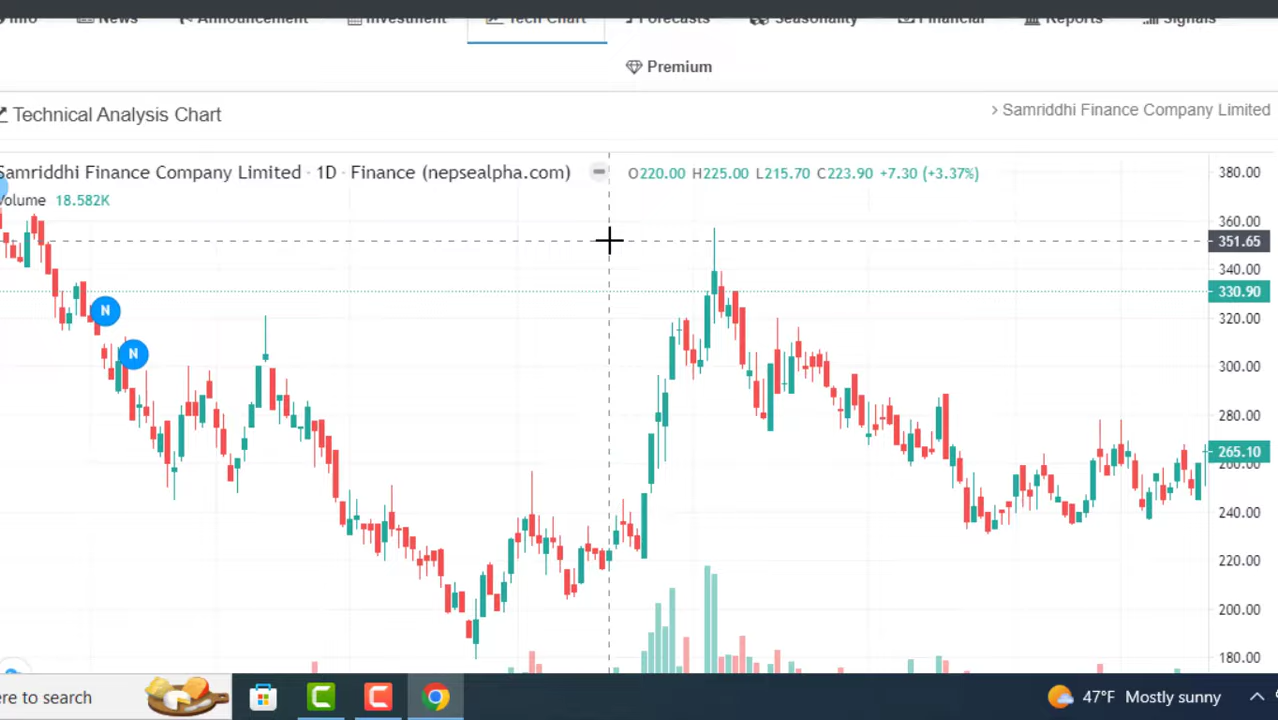 Info News Announcement Investment Tech Chart Forecasts Seasonality Financial Reports Signals
Premium
Technical Analysis Chart
> Samriddhi Finance Company Limited
Samriddhi Finance Company Limited · 1D · Finance (nepsealpha.com)
O220.00 H225.00 L215.70 C223.90 +7.30 (+3.37%)
Volume 18.582K
380.00
360.00
351.65
340.00
330.90
320.00
300.00
280.00
265.10
260.00
240.00
220.00
200.00
180.00
N
N
ere to search
47°F Mostly sunny